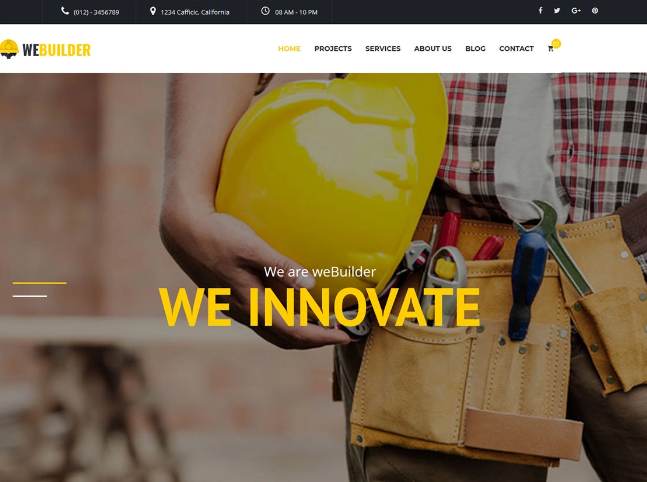 (012) - 3456789 1234 Cafficic. California 08 AM - 10 PM
WEBUILDER HOME PROJECTS SERVICES ABOUT US BLOG CONTACT
We are weBuilder
WE INNOVATE